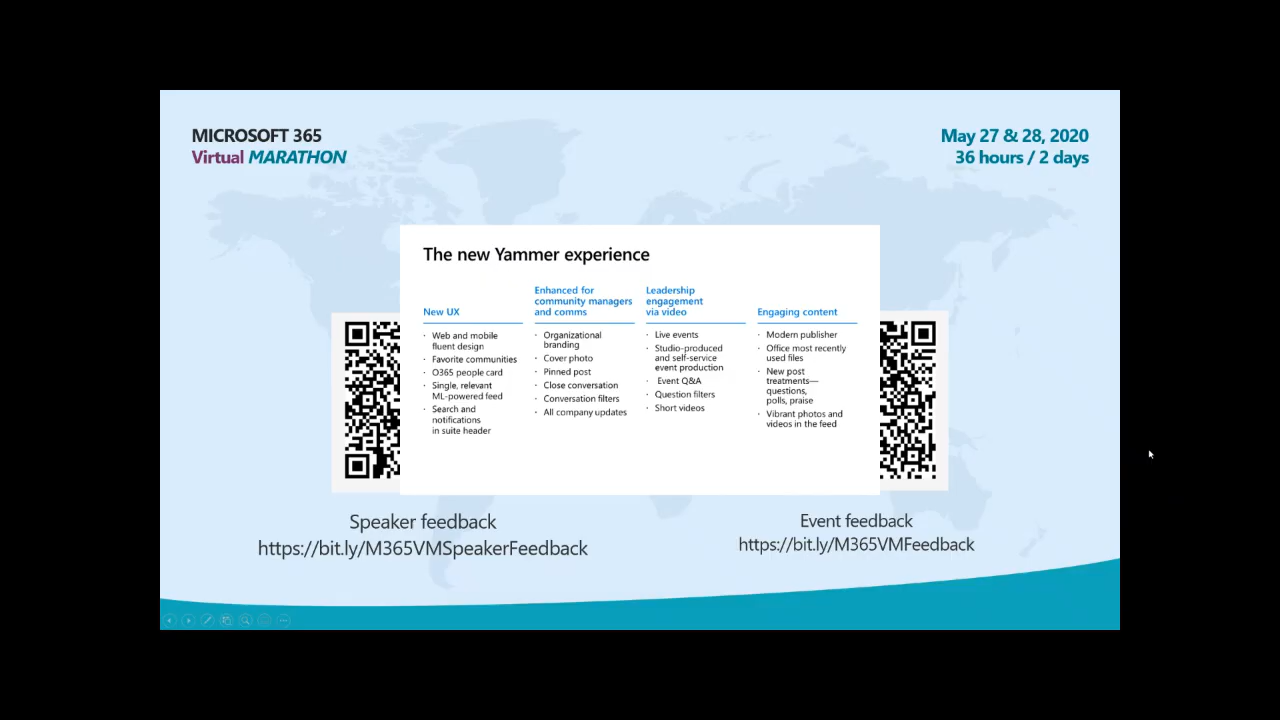 MICROSOFT 365
Virtual MARATHON
May 27 & 28, 2020
36 hours / 2 days
The new Yammer experience
New UX
· Web and mobile
fluent design
· Favorite communities
· O365 people card
· Single, relevant
ML-powered feed
· Search and
notifications
in suite header
Enhanced for
community managers
and comms
· Organizational
branding
· Cover photo
· Pinned post
· Close conversation
· Conversation filters
· All company updates
Leadership
engagement
via video
· Live events
· Studio-produced
and self-service
event production
· Event Q&A
· Question filters
· Short videos
Engaging content
· Modern publisher
· Office most recently
used files
· New post
treatments—
questions,
polls, praise
· Vibrant photos and
videos in the feed
Speaker feedback
https://bit.ly/M365VMSpeakerFeedback
Event feedback
https://bit.ly/M365VMFeedback